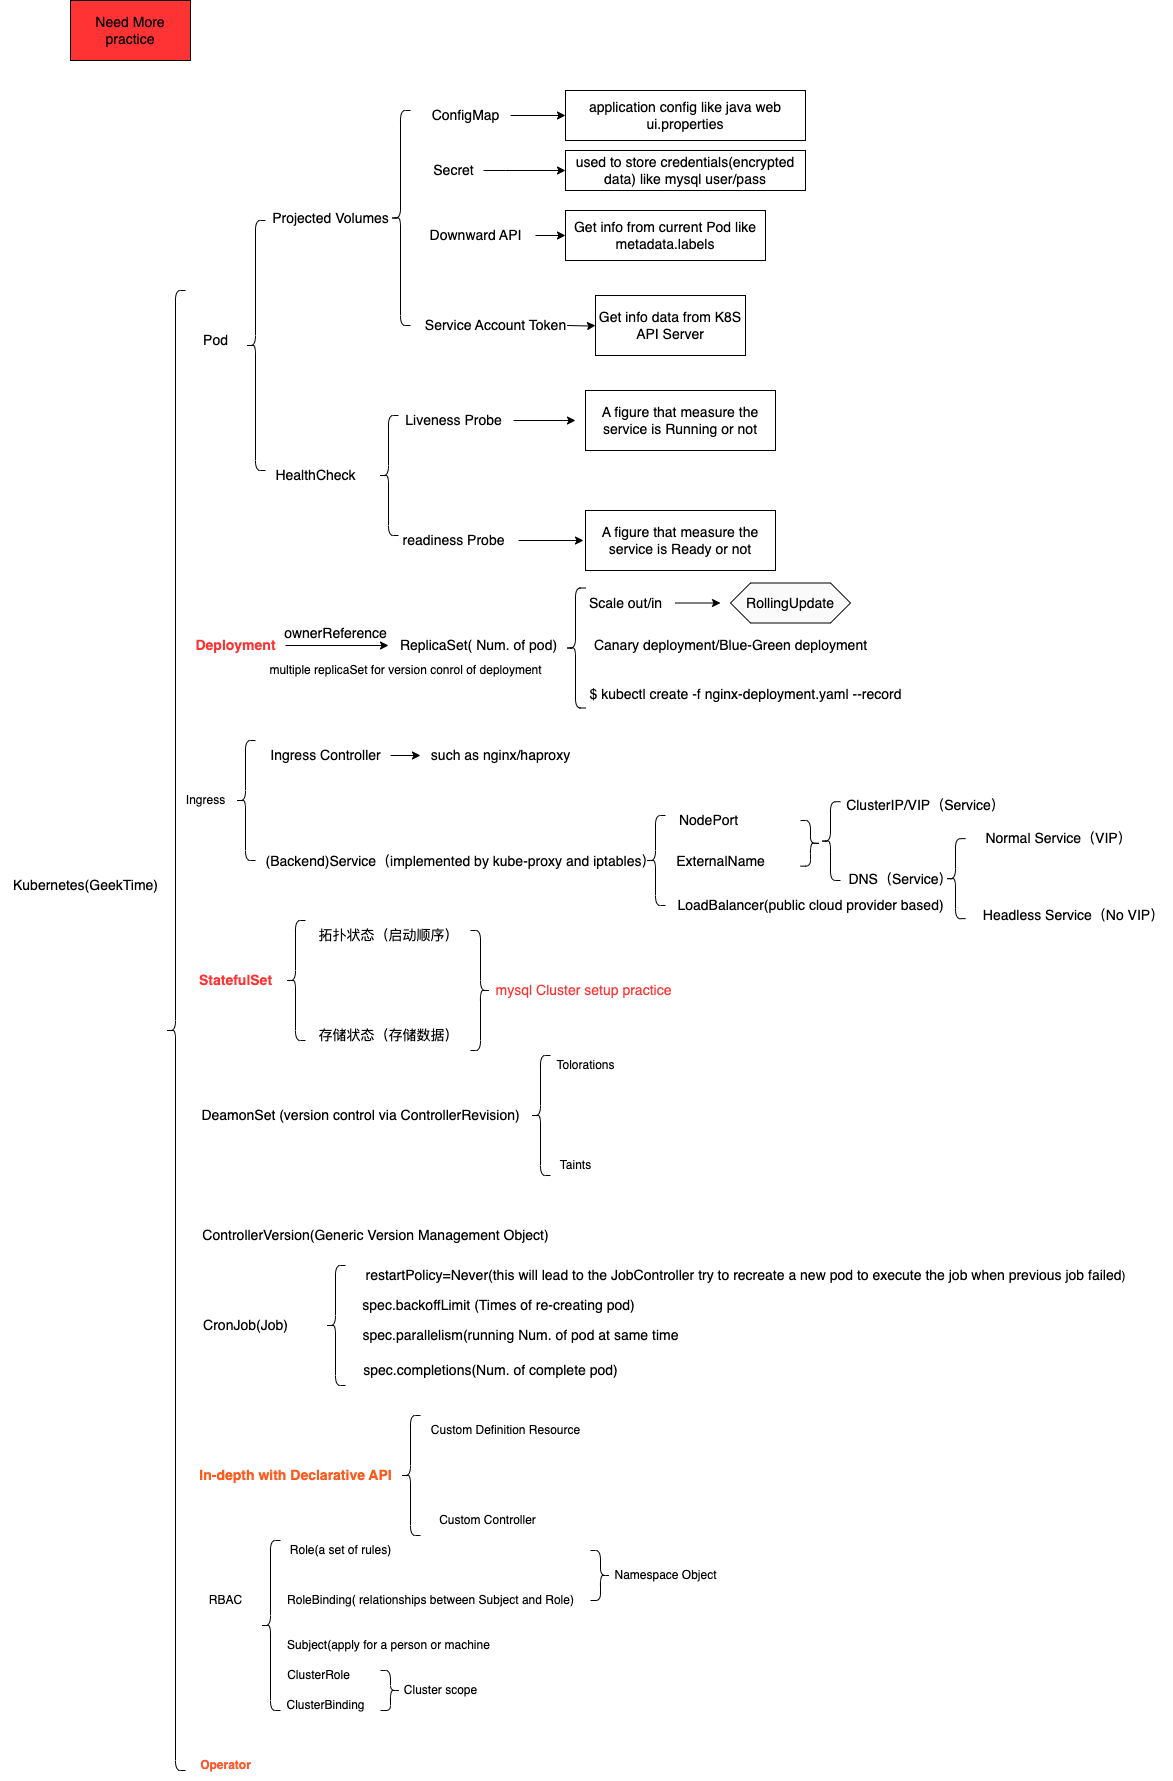 Need More
practice
ConfigMap
application config like java web
ui.properties
Secret
used to store credentials(encrypted
data) like mysql user/pass
Projected Volumes
Downward API
Get info from current Pod like
metadata.labels
Service Account Token
Get info data from K8S
API Server
Pod
Liveness Probe
A figure that measure the
service is Running or not
HealthCheck
readiness Probe
A figure that measure the
service is Ready or not
Scale out/in
RollingUpdate
Deployment
ownerReference
ReplicaSet( Num. of pod)
Canary deployment/Blue-Green deployment
multiple replicaSet for version conrol of deployment
$ kubectl create -f nginx-deployment.yaml --record
Ingress Controller
such as nginx/haproxy
Ingress
(Backend)Service（implemented by kube-proxy and iptables)
NodePort
ExternalName
LoadBalancer(public cloud provider based)
ClusterIP/VIP（Service）
DNS（Service）
Normal Service（VIP）
Headless Service（No VIP）
Kubernetes(GeekTime)
拓扑状态（启动顺序）
StatefulSet
mysql Cluster setup practice
存储状态（存储数据）
Tolorations
DeamonSet (version control via ControllerRevision)
Taints
ControllerVersion(Generic Version Management Object)
restartPolicy=Never(this will lead to the JobController try to recreate a new pod to execute the job when previous job failed)
spec.backoffLimit (Times of re-creating pod)
CronJob(Job)
spec.parallelism(running Num. of pod at same time
spec.completions(Num. of complete pod)
Custom Definition Resource
In-depth with Declarative API
Custom Controller
Role(a set of rules)
Namespace Object
RBAC
RoleBinding( relationships between Subject and Role)
Subject(apply for a person or machine
ClusterRole
Cluster scope
ClusterBinding
Operator